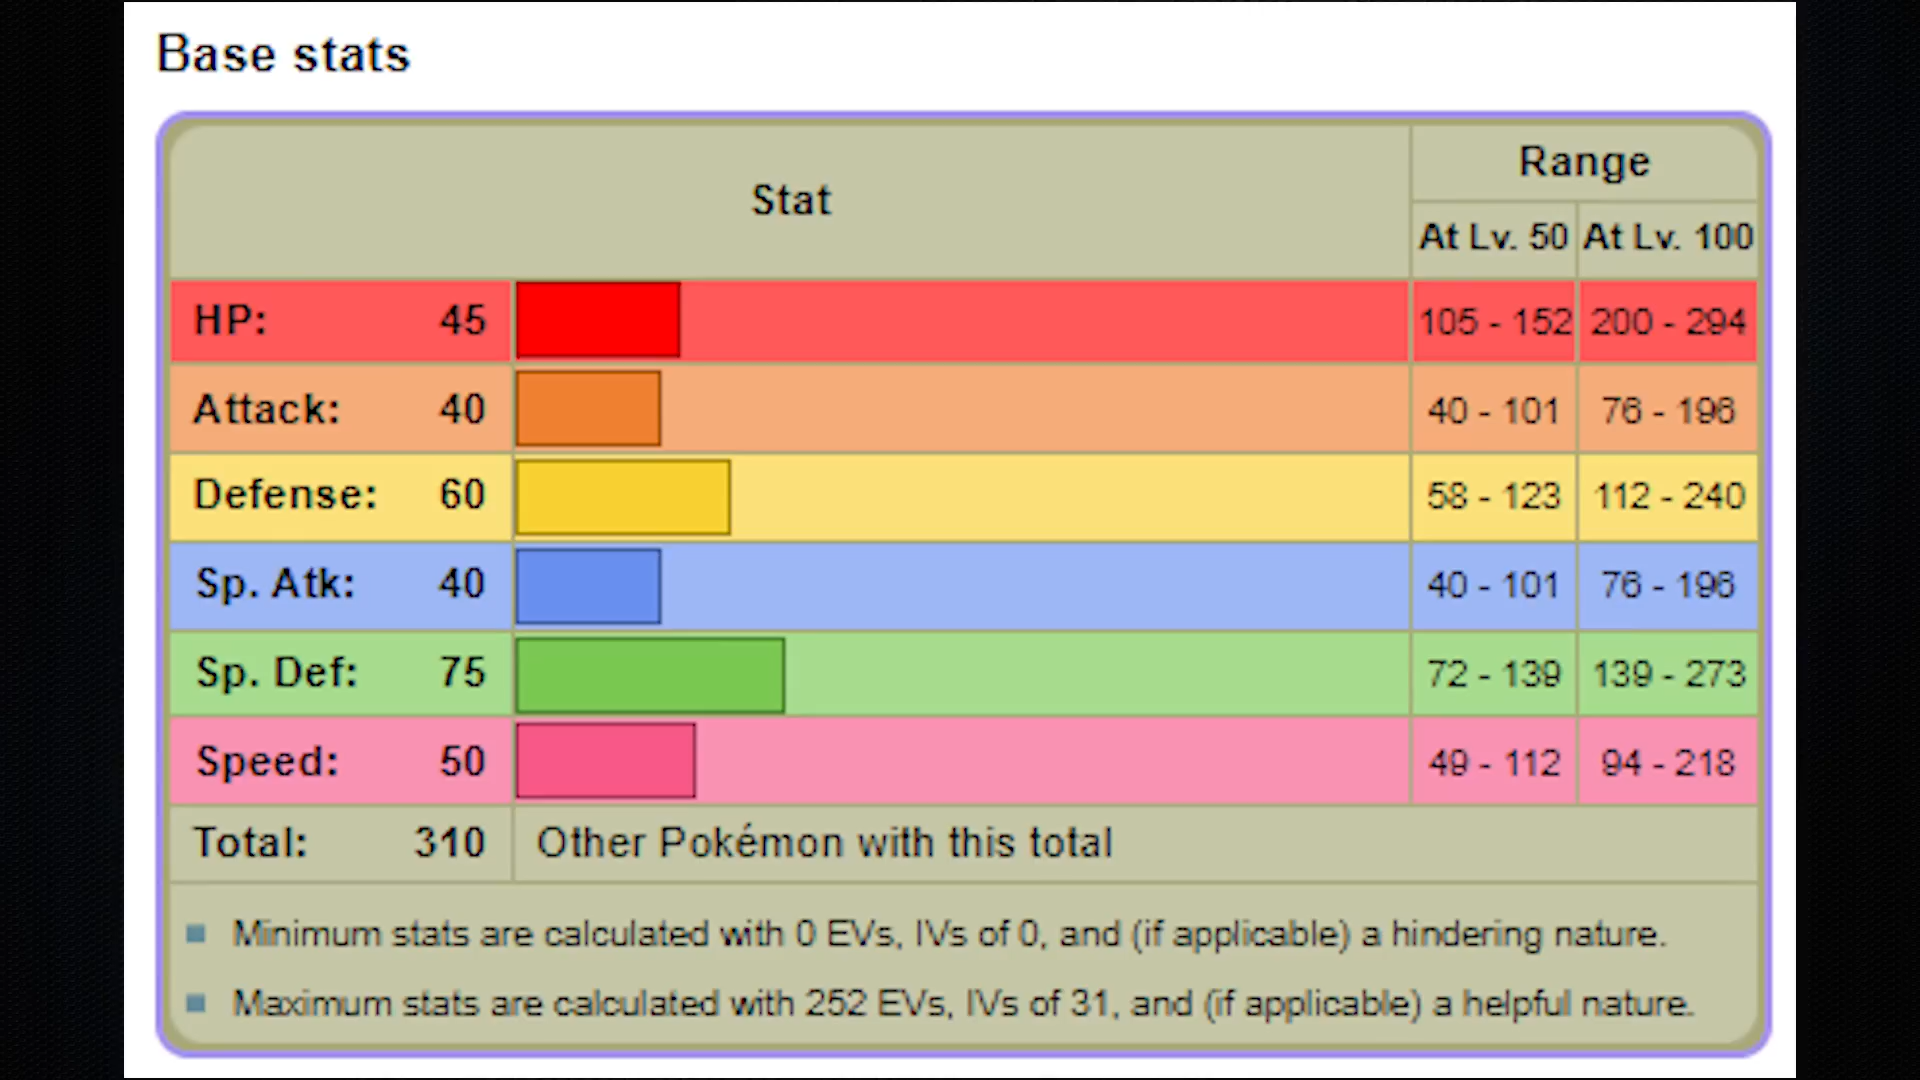 Base stats
Stat
Range
At Lv. 50 At Lv. 100
HP: 45 105 - 152 200 - 294
Attack: 40 40 - 101 76 - 196
Defense: 60 58 - 123 112 - 240
Sp. Atk: 40 40 - 101 76 - 196
Sp. Def: 75 72 - 139 139 - 273
Speed: 50 49 - 112 94 - 218
Total: 310 Other Pokémon with this total
Minimum stats are calculated with 0 EVs, IVs of 0, and (if applicable) a hindering nature.
Maximum stats are calculated with 252 EVs, IVs of 31, and (if applicable) a helpful nature.